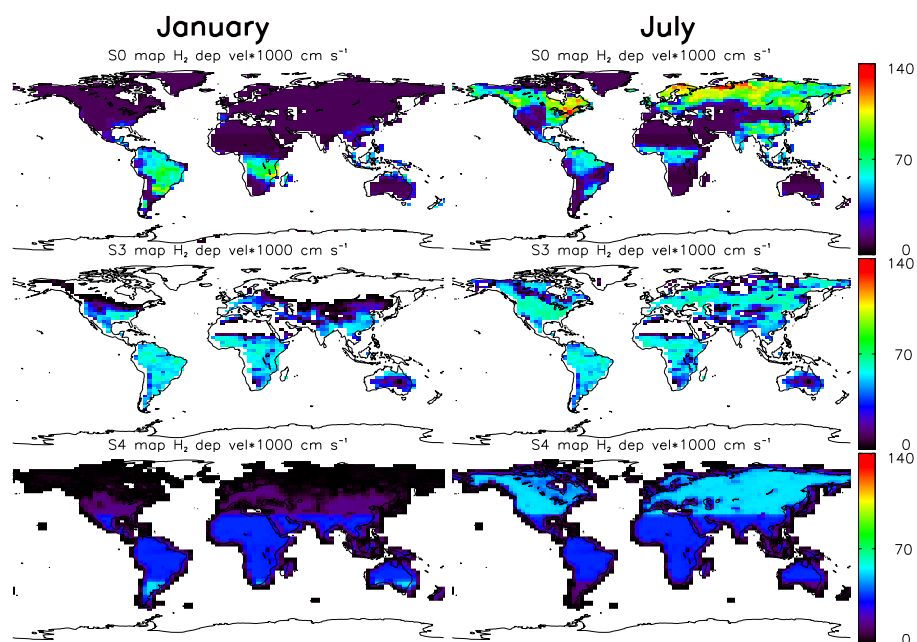 January July
S0 map H₂ dep vel*1000 cm s⁻¹ S0 map H₂ dep vel*1000 cm s⁻¹
140
70
0
S3 map H₂ dep vel*1000 cm s⁻¹ S3 map H₂ dep vel*1000 cm s⁻¹
140
70
0
S4 map H₂ dep vel*1000 cm s⁻¹ S4 map H₂ dep vel*1000 cm s⁻¹
140
70
0